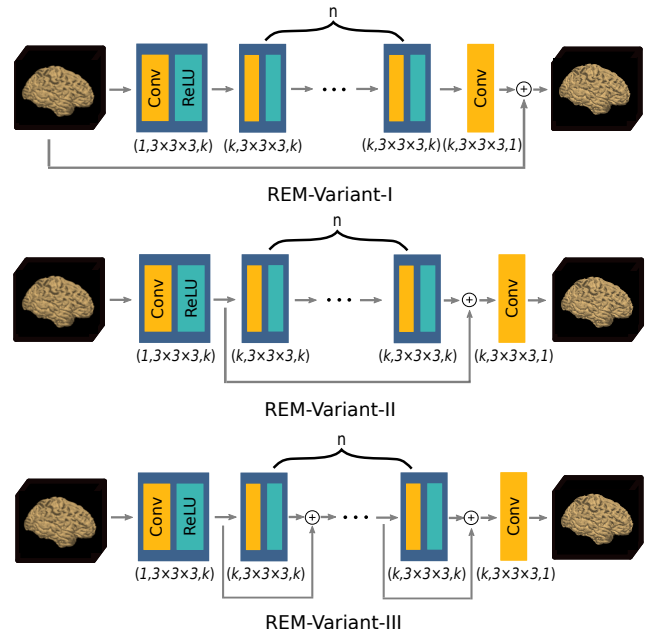 n
Conv
ReLU
Conv
(1,3×3×3,k)
(k,3×3×3,k)
(k,3×3×3,k)
(k,3×3×3,1)
REM-Variant-I
n
Conv
ReLU
Conv
(1,3×3×3,k)
(k,3×3×3,k)
(k,3×3×3,k)
(k,3×3×3,1)
REM-Variant-II
n
Conv
ReLU
Conv
(1,3×3×3,k)
(k,3×3×3,k)
(k,3×3×3,k)
(k,3×3×3,1)
REM-Variant-III